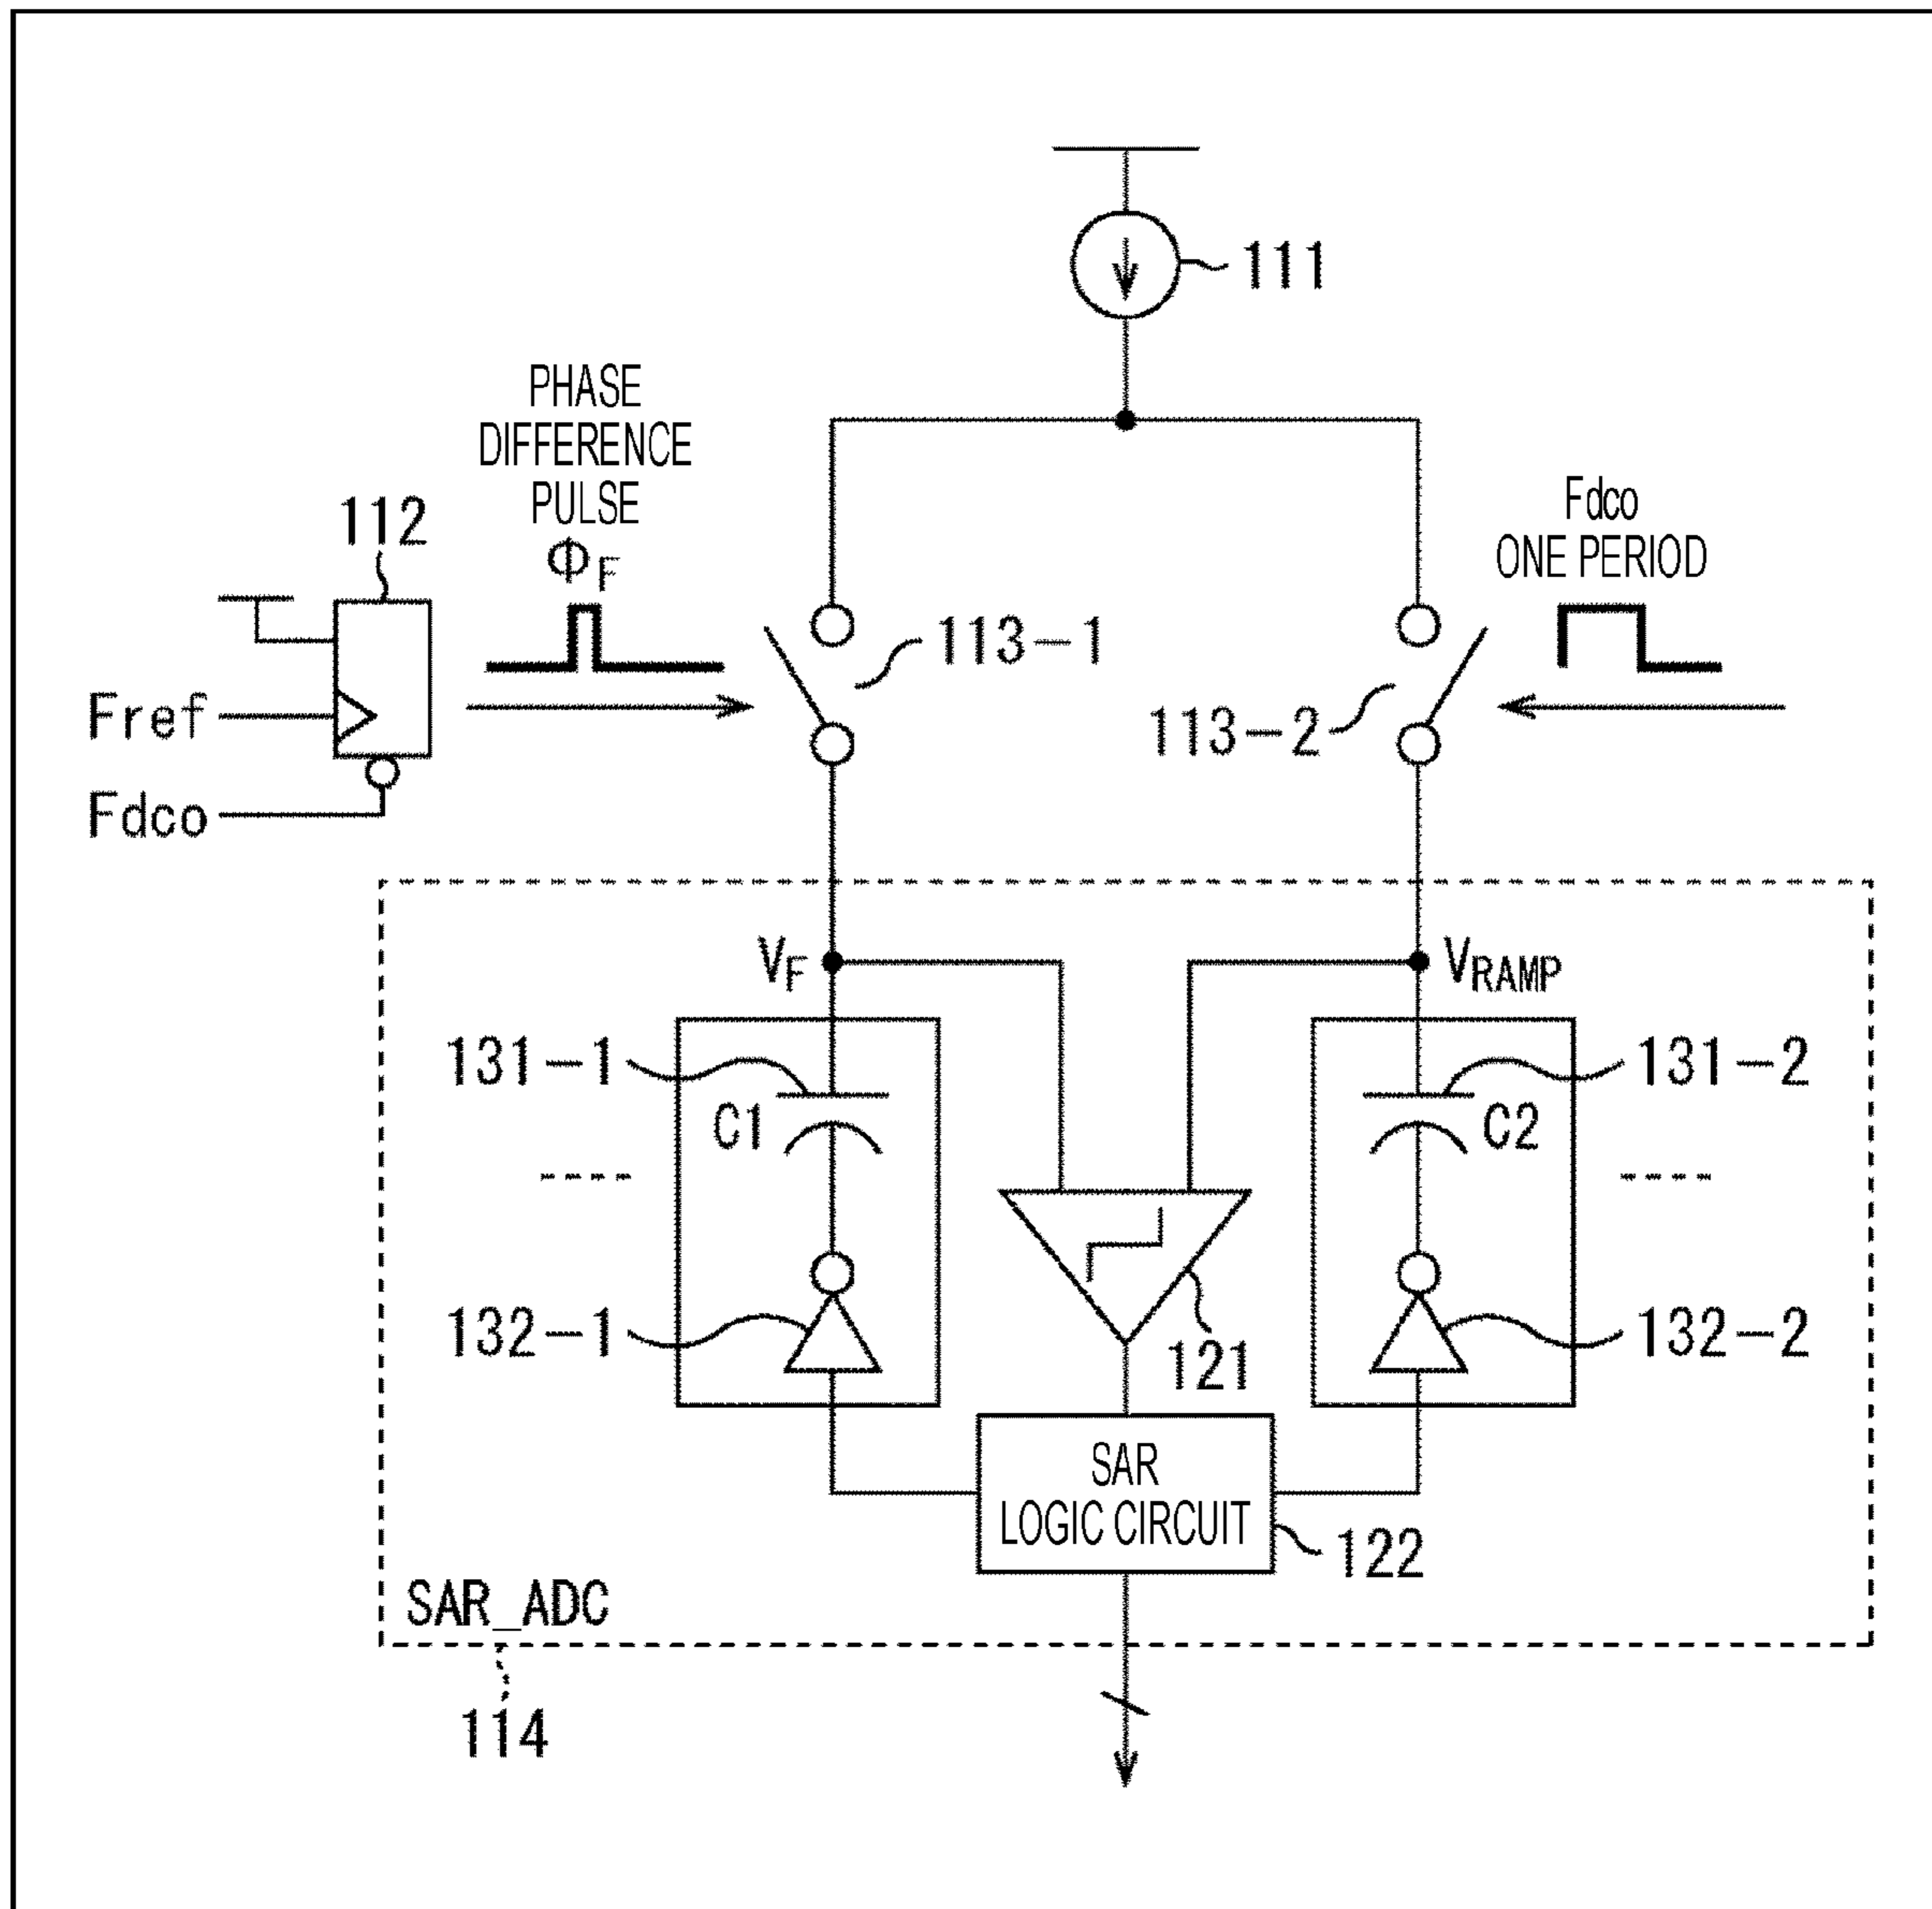 111
PHASE
DIFFERENCE
PULSE
ΦF
112
Fdco
ONE PERIOD
113-1
113-2
Fref
Fdco
VF
VRAMP
131-1
C1
131-2
C2
132-1
121
132-2
SAR
LOGIC CIRCUIT
122
SAR_ADC
114